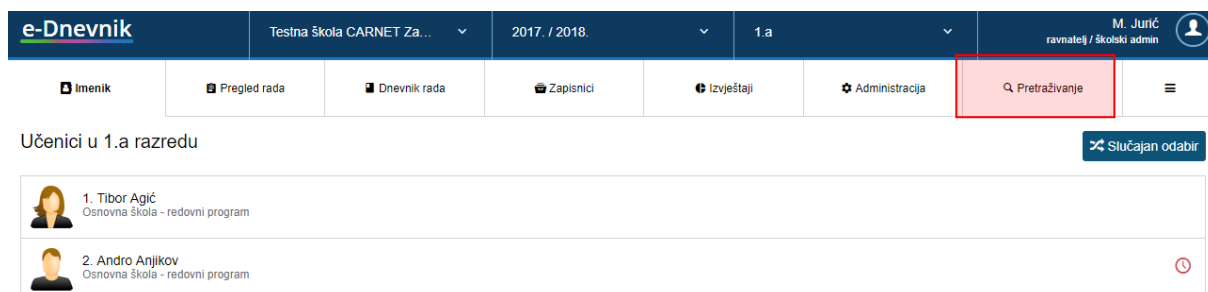 e-Dnevnik
Testna škola CARNET Za... 2017. / 2018. 1.a
M. Jurić
ravnatelj / školski admin
Imenik Pregled rada Dnevnik rada Zapisnici Izvještaji Administracija Pretraživanje
Učenici u 1.a razredu
Slučajan odabir
1. Tibor Agić
Osnovna škola - redovni program
2. Andro Anjikov
Osnovna škola - redovni program